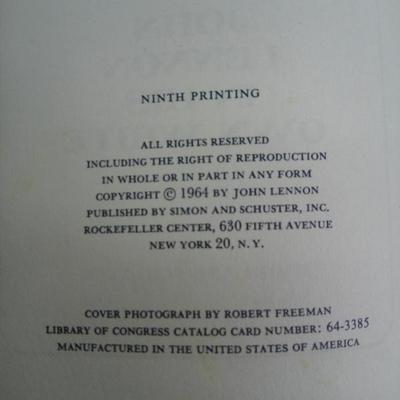 NINTH PRINTING
ALL RIGHTS RESERVED
INCLUDING THE RIGHT OF REPRODUCTION
IN WHOLE OR IN PART IN ANY FORM
COPYRIGHT © 1964 BY JOHN LENNON
PUBLISHED BY SIMON AND SCHUSTER, INC.
ROCKEFELLER CENTER, 630 FIFTH AVENUE
NEW YORK 20, N. Y.
COVER PHOTOGRAPH BY ROBERT FREEMAN
LIBRARY OF CONGRESS CATALOG CARD NUMBER: 64-3385
MANUFACTURED IN THE UNITED STATES OF AMERICA